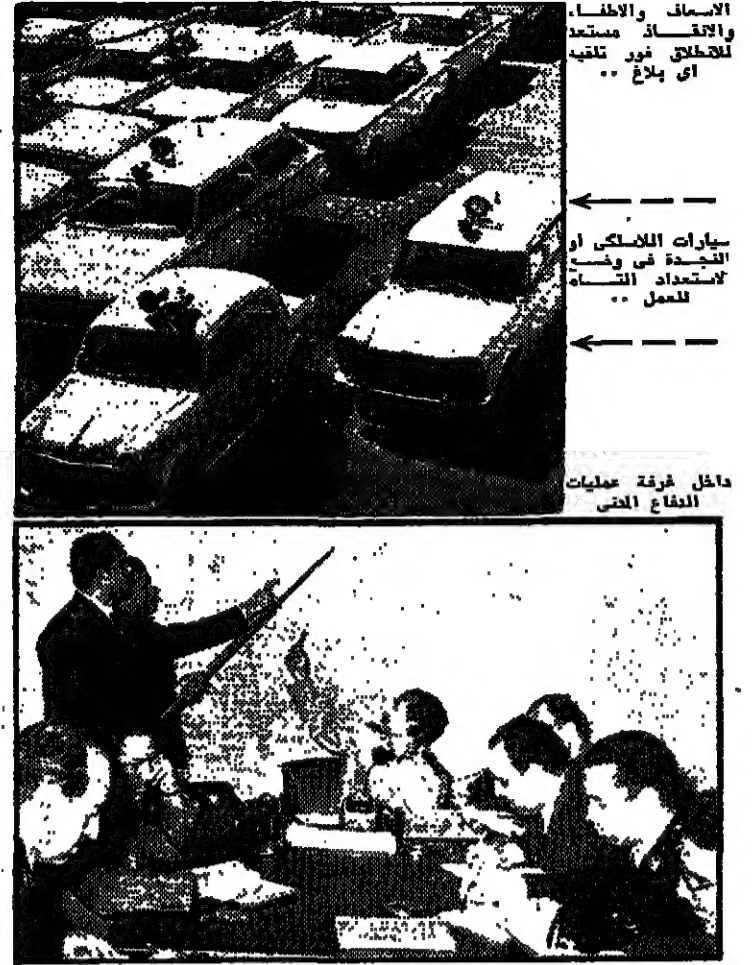 الاسعاف والاطفاء
والانقاذ مستعد
للانطلاق فور تلقيه
اى بلاغ ••
سيارات اللاسلكى او
النجدة فى وضع
الاستعداد التام
للعمل ••
داخل غرفة عمليات
الدفاع المدنى